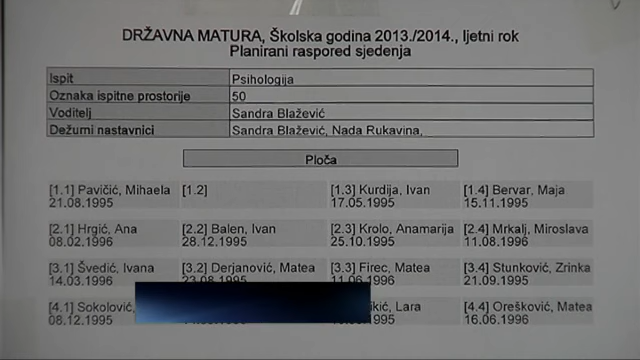 DRŽAVNA MATURA, Školska godina 2013./2014., ljetni rok
Planirani raspored sjedenja
Ispit Psihologija
Oznaka ispitne prostorije 50
Voditelj Sandra Blažević
Dežurni nastavnici Sandra Blažević, Nada Rukavina,
Ploča
[1.1] Pavičić, Mihaela [1.2] [1.3] Kurdija, Ivan [1.4] Bervar, Maja
21.08.1995 17.05.1995 15.11.1995
[2.1] Hrgić, Ana [2.2] Balen, Ivan [2.3] Krolo, Anamarija [2.4] Mrkalj, Miroslava
08.02.1996 28.12.1995 25.10.1995 11.08.1996
[3.1] Švedić, Ivana [3.2] Derjanović, Matea [3.3] Firec, Matea [3.4] Stunković, Zrinka
14.03.1996 23.08.1995 11.06.1996 21.09.1995
[4.1] Sokolović, Lara [4.4] Orešković, Matea
08.12.1995 16.06.1996